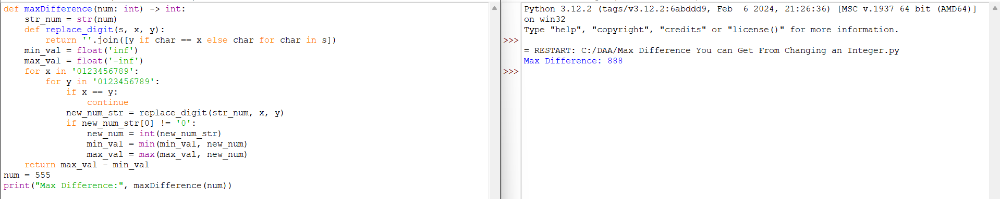 def maxDifference(num: int) -> int:
    str_num = str(num)
    def replace_digit(s, x, y):
        return ''.join([y if char == x else char for char in s])
    min_val = float('inf')
    max_val = float('-inf')
    for x in '0123456789':
        for y in '0123456789':
            if x == y:
                continue
            new_num_str = replace_digit(str_num, x, y)
            if new_num_str[0] != '0':
                new_num = int(new_num_str)
                min_val = min(min_val, new_num)
                max_val = max(max_val, new_num)
    return max_val - min_val
num = 555
print("Max Difference:", maxDifference(num))
Python 3.12.2 (tags/v3.12.2:6abddd9, Feb  6 2024, 21:26:36) [MSC v.1937 64 bit (AMD64)]
on win32
Type "help", "copyright", "credits" or "license()" for more information.
>>>
= RESTART: C:/DAA/Max Difference You can Get From Changing an Integer.py
Max Difference: 888
>>>